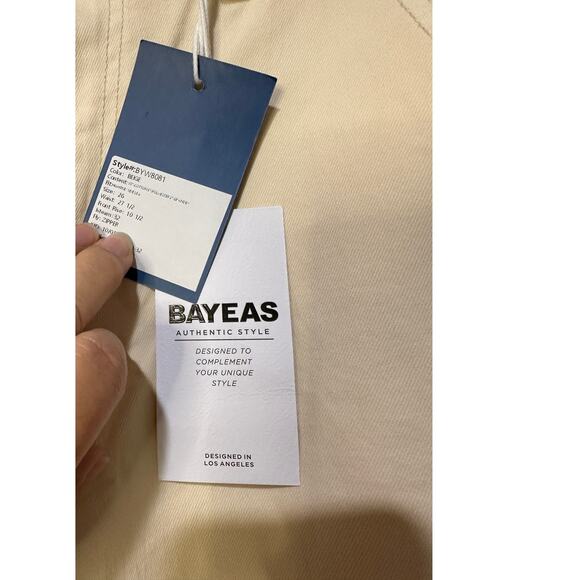 Style#:BYW8081
Color: BEIGE
Content:
Size: 26
Waist: 27 1/2
Front Rise: 10 1/2
Inseam:32
Fly: ZIPPER
BAYEAS
AUTHENTIC STYLE
DESIGNED TO
COMPLEMENT
YOUR UNIQUE
STYLE
DESIGNED IN
LOS ANGELES